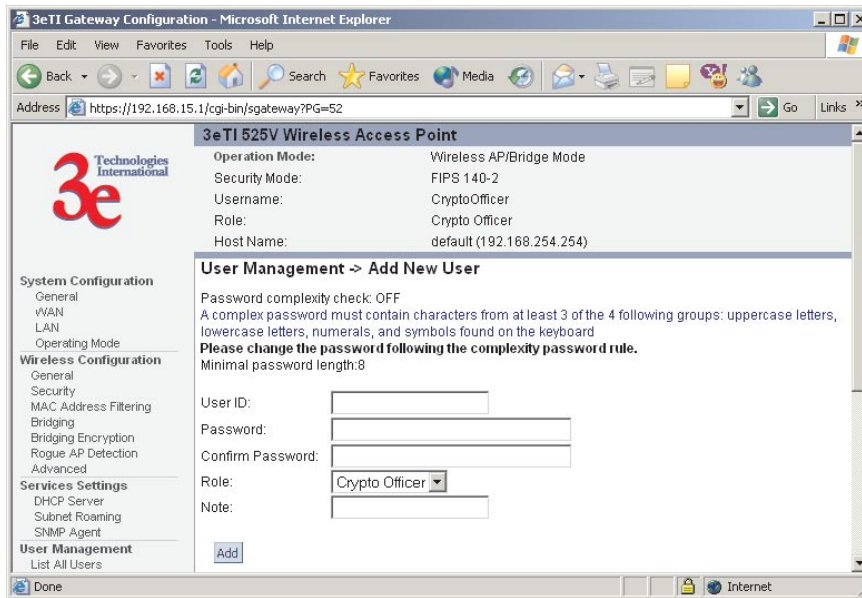 3eTI Gateway Configuration - Microsoft Internet Explorer
File Edit View Favorites Tools Help
Back Search Favorites Media
Address https://192.168.15.1/cgi-bin/sgateway?PG=52 Go Links »
3e Technologies International
3eTI 525V Wireless Access Point
Operation Mode: Wireless AP/Bridge Mode
Security Mode: FIPS 140-2
Username: CryptoOfficer
Role: Crypto Officer
Host Name: default (192.168.254.254)
System Configuration
General
WAN
LAN
Operating Mode
Wireless Configuration
General
Security
MAC Address Filtering
Bridging
Bridging Encryption
Rogue AP Detection
Advanced
Services Settings
DHCP Server
Subnet Roaming
SNMP Agent
User Management
List All Users
User Management -> Add New User
Password complexity check: OFF
A complex password must contain characters from at least 3 of the 4 following groups: uppercase letters,
lowercase letters, numerals, and symbols found on the keyboard
Please change the password following the complexity password rule.
Minimal password length:8
User ID:
Password:
Confirm Password:
Role: Crypto Officer
Note:
Add
Done Internet